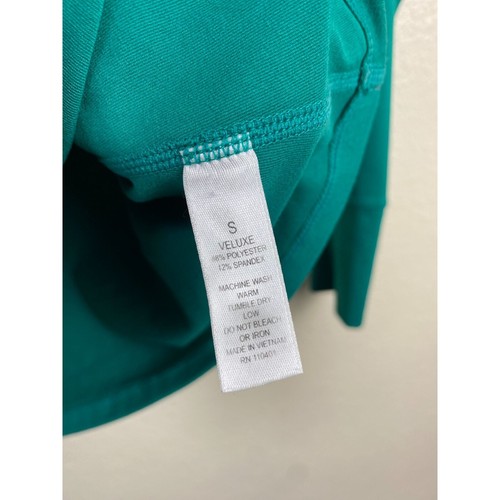 S
VELUXE
88% POLYESTER
12% SPANDEX
MACHINE WASH
WARM
TUMBLE DRY
LOW
DO NOT BLEACH
OR IRON
MADE IN VIETNAM
RN 110401